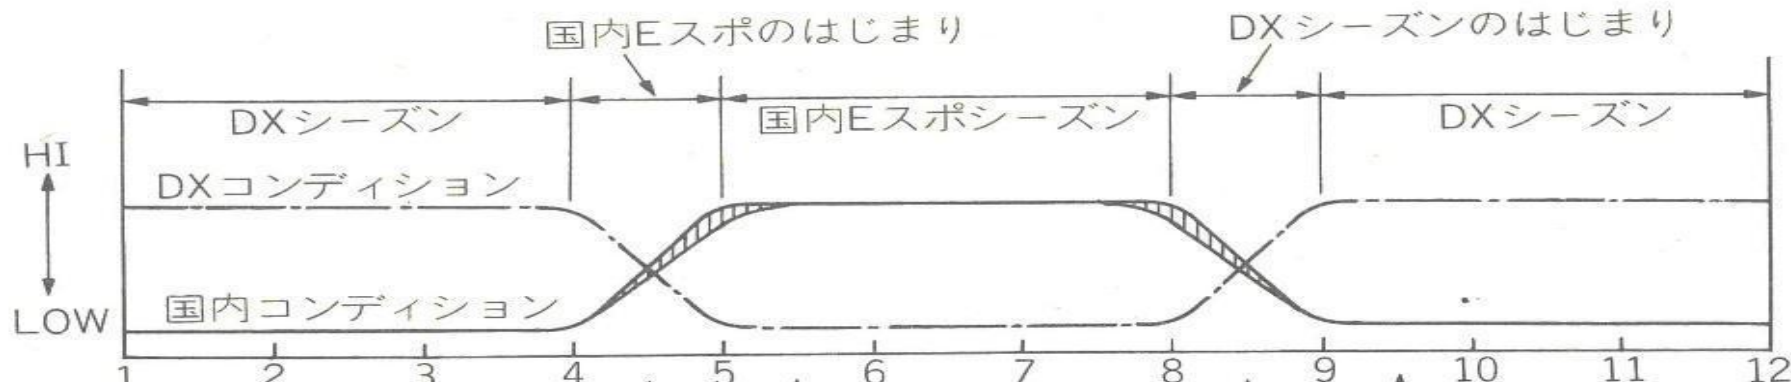 国内Eスポのはじまり
DXシーズンのはじまり
DXシーズン
国内Eスポシーズン
DXシーズン
HI
DXコンディション
国内コンディション
LOW
1 2 3 4 5 6 7 8 9 10 11 12